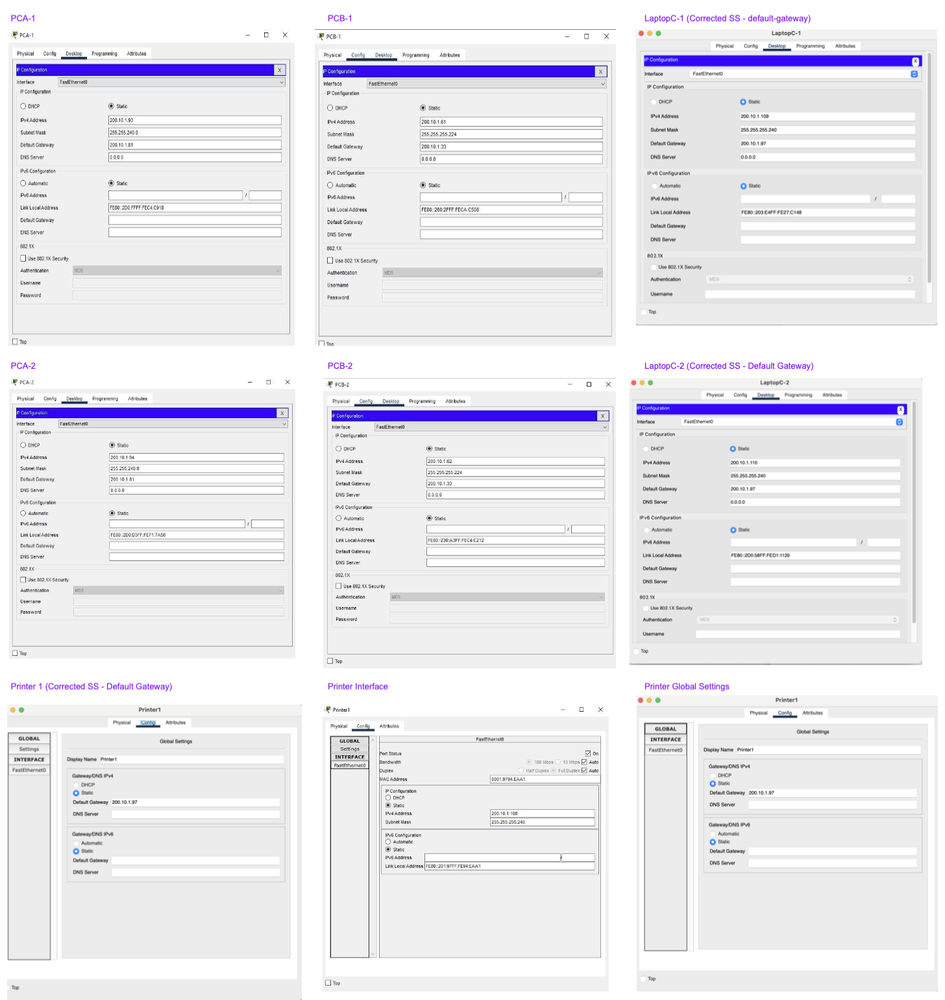 PCA-1
PCA-1
Physical Config Desktop Programming Attributes
IP Configuration X
Interface FastEthernet0
IP Configuration
DHCP Static
IPv4 Address 200.10.1.93
Subnet Mask 255.255.240.0
Default Gateway 200.10.1.81
DNS Server 0.0.0.0
IPv6 Configuration
Automatic Static
IPv6 Address /
Link Local Address FE80::2D0:FFFF:FEC4:C918
Default Gateway
DNS Server
802.1X
Use 802.1X Security
Authentication MD5
Username
Password
Top
PCB-1
PCB-1
Physical Config Desktop Programming Attributes
IP Configuration X
Interface FastEthernet0
IP Configuration
DHCP Static
IPv4 Address 200.10.1.61
Subnet Mask 255.255.255.224
Default Gateway 200.10.1.33
DNS Server 0.0.0.0
IPv6 Configuration
Automatic Static
IPv6 Address /
Link Local Address FE80::260:2FFF:FECA:C508
Default Gateway
DNS Server
802.1X
Use 802.1X Security
Authentication MD5
Username
Password
Top
LaptopC-1 (Corrected SS - default-gateway)
LaptopC-1
Physical Config Desktop Programming Attributes
IP Configuration X
Interface FastEthernet0
IP Configuration
DHCP Static
IPv4 Address 200.10.1.109
Subnet Mask 255.255.255.240
Default Gateway 200.10.1.97
DNS Server 0.0.0.0
IPv6 Configuration
Automatic Static
IPv6 Address /
Link Local Address FE80::203:E4FF:FE27:C148
Default Gateway
DNS Server
802.1X
Use 802.1X Security
Authentication MD5
Username
Top
PCA-2
PCA-2
Physical Config Desktop Programming Attributes
IP Configuration X
Interface FastEthernet0
IP Configuration
DHCP Static
IPv4 Address 200.10.1.94
Subnet Mask 255.255.240.0
Default Gateway 200.10.1.81
DNS Server 0.0.0.0
IPv6 Configuration
Automatic Static
IPv6 Address /
Link Local Address FE80::2D0:D3FF:FE71:7A56
Default Gateway
DNS Server
802.1X
Use 802.1X Security
Authentication MD5
Username
Password
Top
PCB-2
PCB-2
Physical Config Desktop Programming Attributes
IP Configuration X
Interface FastEthernet0
IP Configuration
DHCP Static
IPv4 Address 200.10.1.62
Subnet Mask 255.255.255.224
Default Gateway 200.10.1.33
DNS Server 0.0.0.0
IPv6 Configuration
Automatic Static
IPv6 Address /
Link Local Address FE80::230:A3FF:FEC4:C212
Default Gateway
DNS Server
802.1X
Use 802.1X Security
Authentication MD5
Username
Password
Top
LaptopC-2 (Corrected SS - Default Gateway)
LaptopC-2
Physical Config Desktop Programming Attributes
IP Configuration X
Interface FastEthernet0
IP Configuration
DHCP Static
IPv4 Address 200.10.1.110
Subnet Mask 255.255.255.240
Default Gateway 200.10.1.97
DNS Server 0.0.0.0
IPv6 Configuration
Automatic Static
IPv6 Address /
Link Local Address FE80::2D0:58FF:FED1:1129
Default Gateway
DNS Server
802.1X
Use 802.1X Security
Authentication MD5
Username
Top
Printer 1 (Corrected SS - Default Gateway)
Printer1
Physical Config Attributes
GLOBAL
Settings
INTERFACE
FastEthernet0
Global Settings
Display Name Printer1
Gateway/DNS IPv4
DHCP
Static
Default Gateway 200.10.1.97
DNS Server
Gateway/DNS IPv6
Automatic
Static
Default Gateway
DNS Server
Top
Printer Interface
Printer1
Physical Config Attributes
GLOBAL
Settings
INTERFACE
FastEthernet0
FastEthernet0
Port Status On
Bandwidth 100 Mbps 10 Mbps Auto
Duplex Half Duplex Full Duplex Auto
MAC Address 0001.9794.EAA1
IP Configuration
DHCP
Static
IPv4 Address 200.10.1.108
Subnet Mask 255.255.255.240
IPv6 Configuration
Automatic
Static
IPv6 Address /
Link Local Address: FE80::201:97FF:FE94:EAA1
Top
Printer Global Settings
Printer1
Physical Config Attributes
GLOBAL
INTERFACE
FastEthernet0
Global Settings
Display Name Printer1
Gateway/DNS IPv4
DHCP
Static
Default Gateway 200.10.1.97
DNS Server
Gateway/DNS IPv6
Automatic
Static
Default Gateway
DNS Server
Top